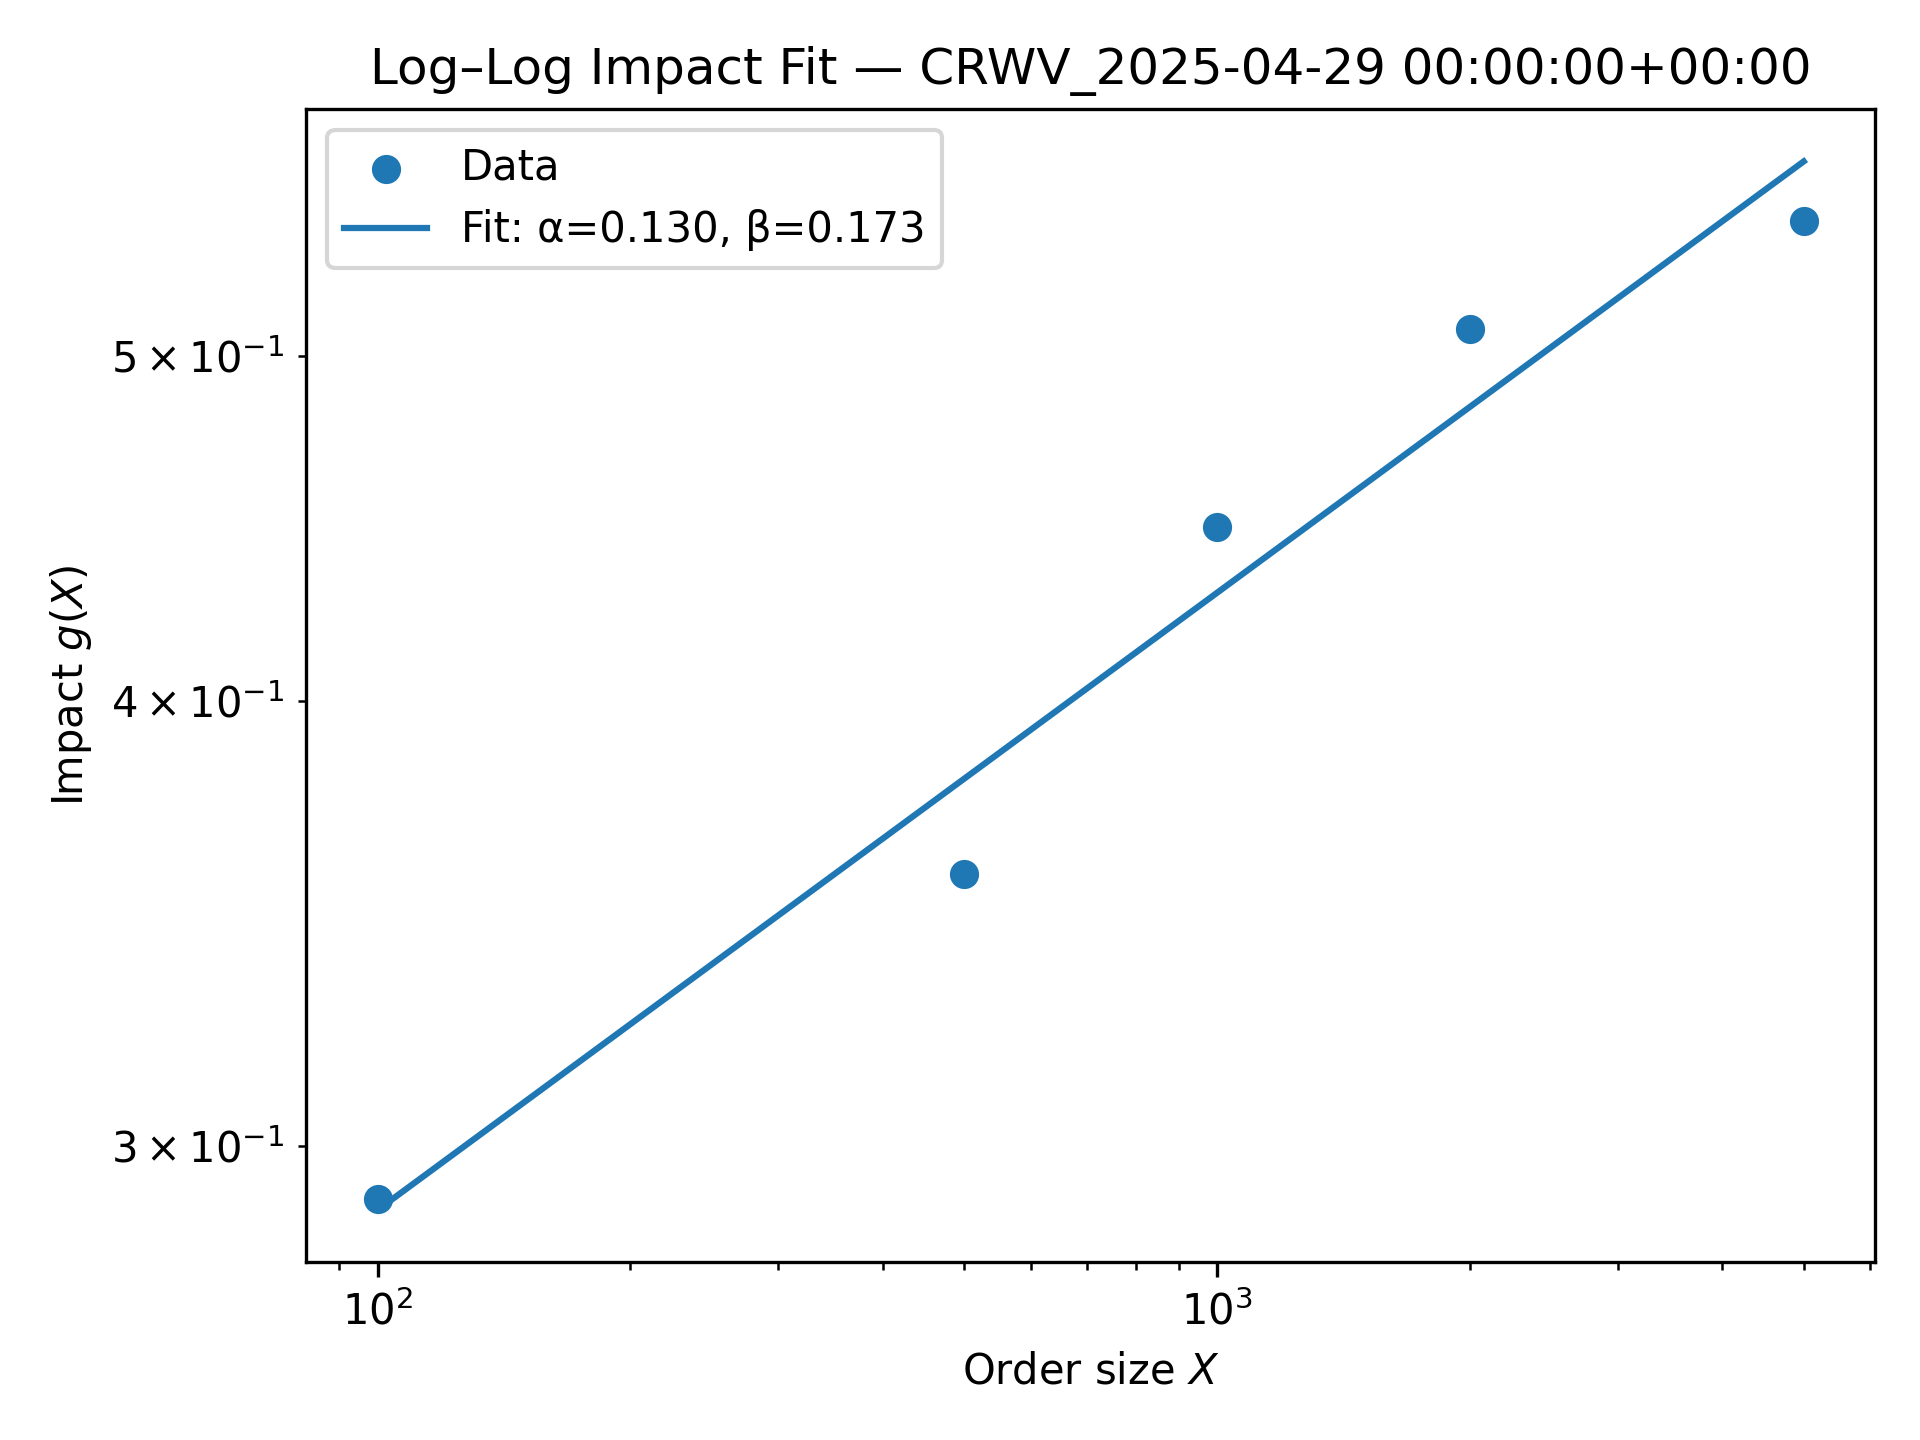 Log–Log Impact Fit — CRWV_2025-04-29 00:00:00+00:00
Data
Fit: α=0.130, β=0.173
5 × 10⁻¹
4 × 10⁻¹
3 × 10⁻¹
Impact g(X)
10² 10³
Order size X